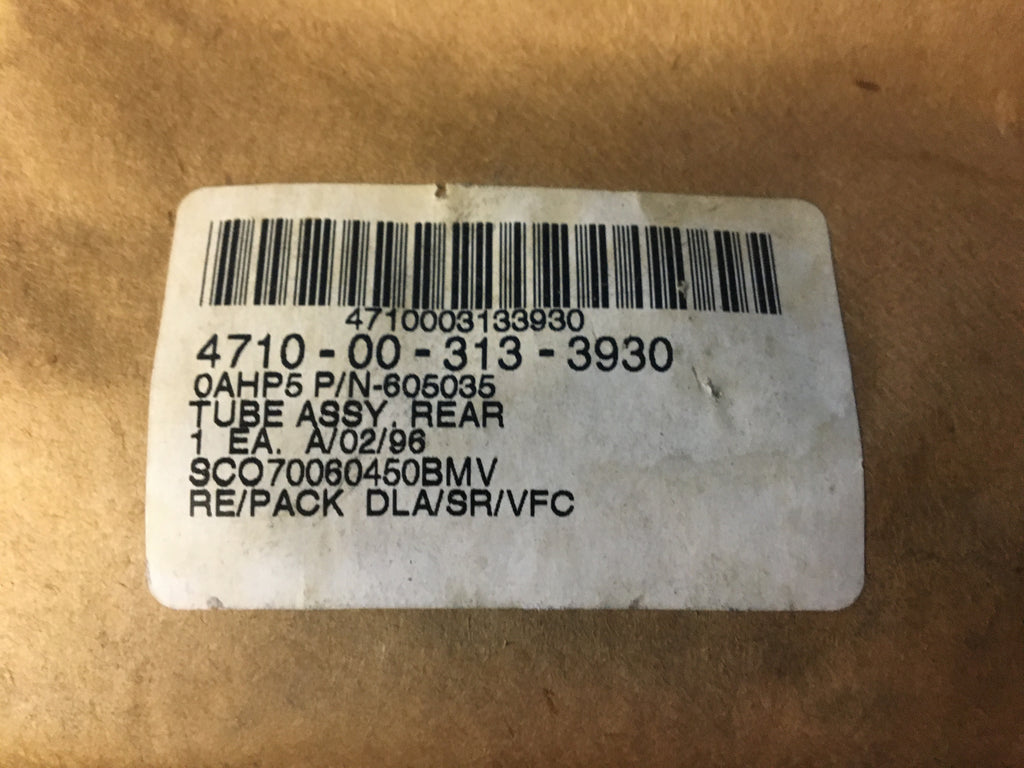 4710003133930
4710 - 00 - 313 - 3930
0AHP5 P/N-605035
TUBE ASSY. REAR
1 EA. A/02/96
SCO70060450BMV
RE/PACK DLA/SR/VFC